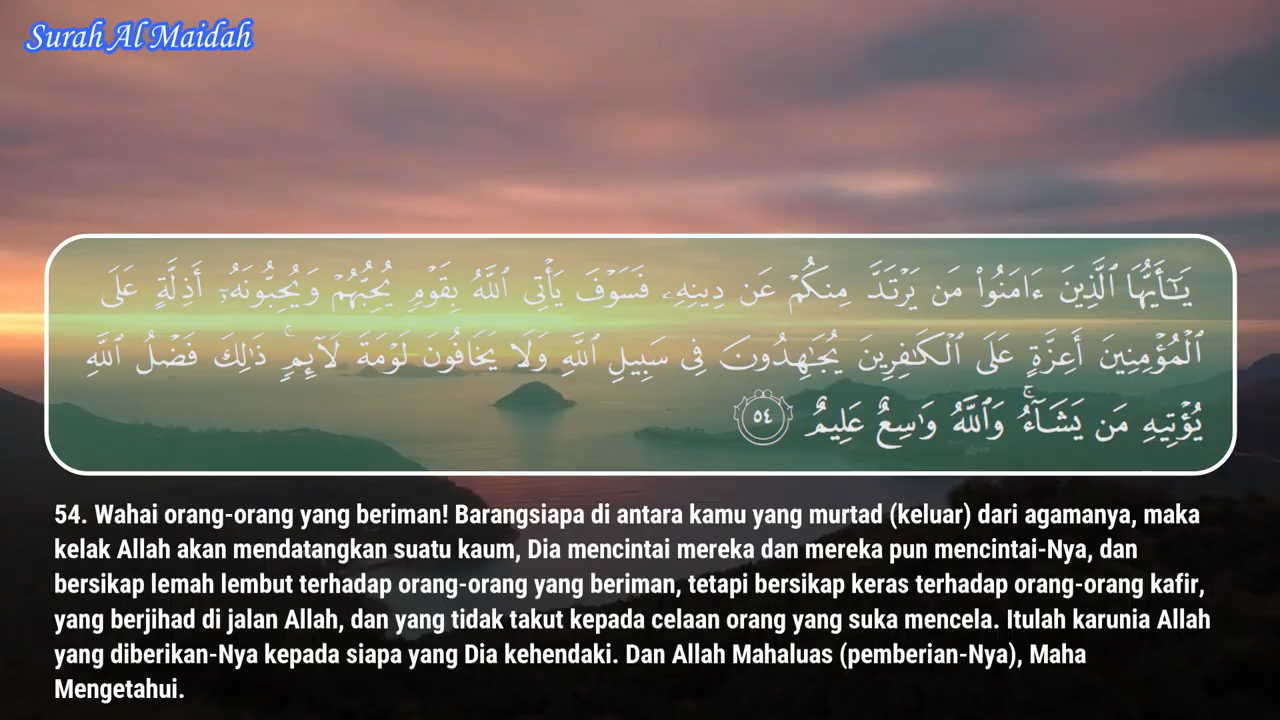 Surah Al Maidah
يَـٰٓأَيُّهَا ٱلَّذِينَ ءَامَنُوا۟ مَن يَرْتَدَّ مِنكُمْ عَن دِينِهِۦ فَسَوْفَ يَأْتِى ٱللَّهُ بِقَوْمٍ يُحِبُّهُمْ وَيُحِبُّونَهُۥٓ أَذِلَّةٍ عَلَى
ٱلْمُؤْمِنِينَ أَعِزَّةٍ عَلَى ٱلْكَـٰفِرِينَ يُجَـٰهِدُونَ فِى سَبِيلِ ٱللَّهِ وَلَا يَخَافُونَ لَوْمَةَ لَآئِمٍ ۚ ذَٰلِكَ فَضْلُ ٱللَّهِ
يُؤْتِيهِ مَن يَشَآءُ ۚ وَٱللَّهُ وَٰسِعٌ عَلِيمٌ ٥٤
54. Wahai orang-orang yang beriman! Barangsiapa di antara kamu yang murtad (keluar) dari agamanya, maka
kelak Allah akan mendatangkan suatu kaum, Dia mencintai mereka dan mereka pun mencintai-Nya, dan
bersikap lemah lembut terhadap orang-orang yang beriman, tetapi bersikap keras terhadap orang-orang kafir,
yang berjihad di jalan Allah, dan yang tidak takut kepada celaan orang yang suka mencela. Itulah karunia Allah
yang diberikan-Nya kepada siapa yang Dia kehendaki. Dan Allah Mahaluas (pemberian-Nya), Maha
Mengetahui.